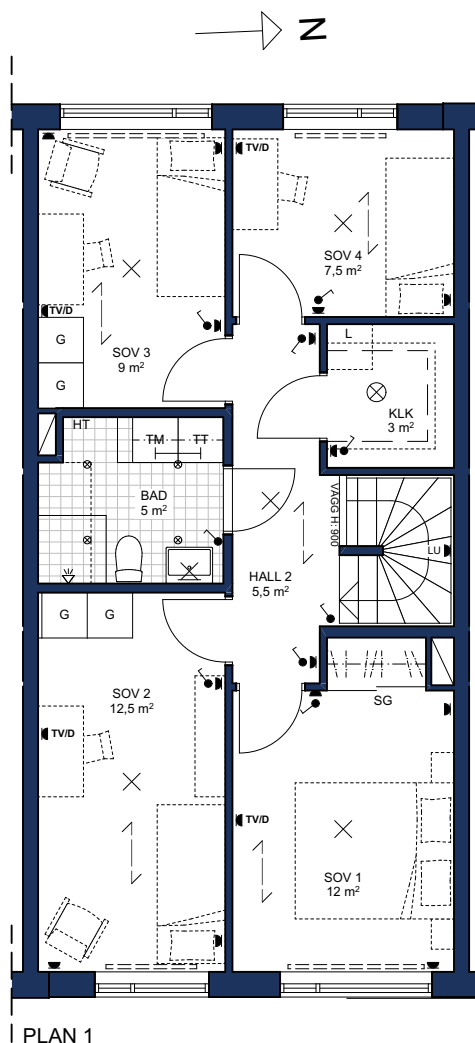 N
TV/D
TV/D
SOV 4
7,5 m²
TV/D
G
SOV 3
9 m²
G
L
KLK
3 m²
HT
TM
TT
BAD
5 m²
VÄGG H: 900
LU
HALL 2
5,5 m²
G
G
SOV 2
12,5 m²
SG
TV/D
TV/D
SOV 1
12 m²
PLAN 1